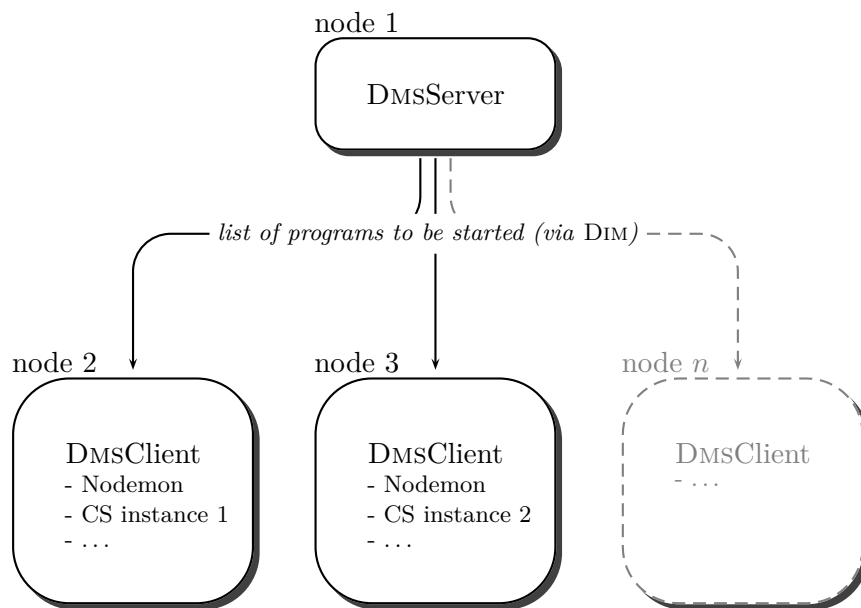 node 1
DMSServer
list of programs to be started (via DIM)
node 2
DMSClient
- Nodemon
- CS instance 1
- ...
node 3
DMSClient
- Nodemon
- CS instance 2
- ...
node n
DMSClient
- ...